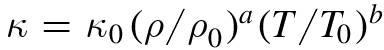 κ = κ₀ (ρ/ρ₀)ᵃ(T/T₀)ᵇ